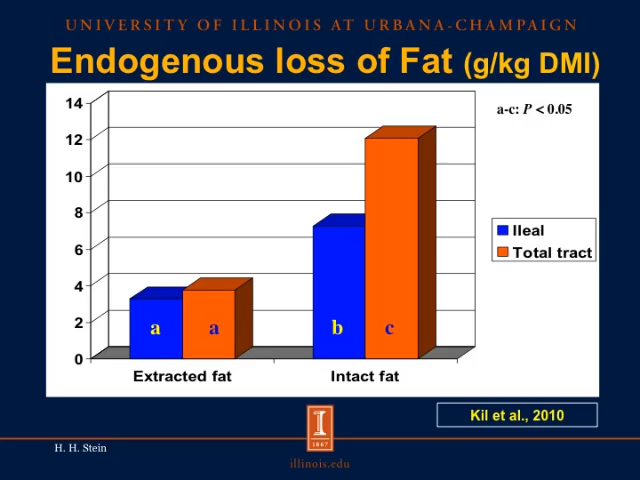 UNIVERSITY OF ILLINOIS AT URBANA-CHAMPAIGN
Endogenous loss of Fat (g/kg DMI)
a-c: P < 0.05
14
12
10
8
6
4
2
0
a
a
b
c
Extracted fat
Intact fat
Ileal
Total tract
Kil et al., 2010
I
1867
H. H. Stein
illinois.edu